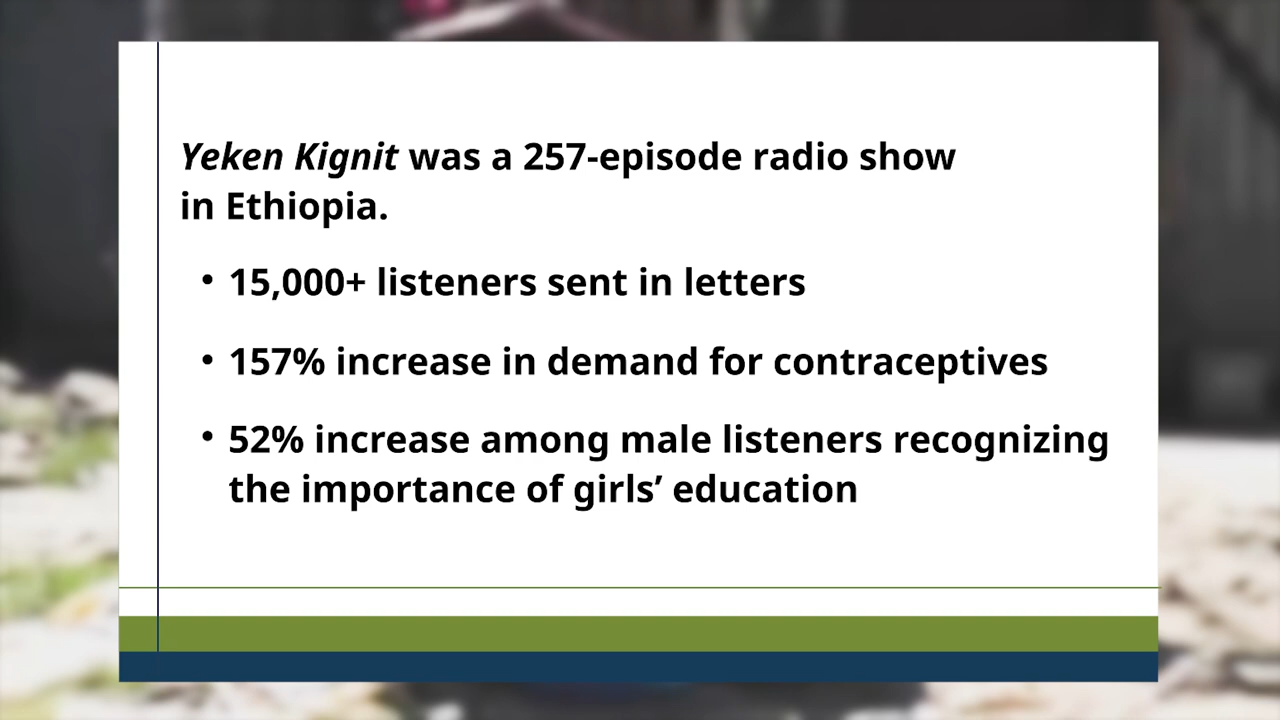 Yeken Kignit was a 257-episode radio show
in Ethiopia.
• 15,000+ listeners sent in letters
• 157% increase in demand for contraceptives
• 52% increase among male listeners recognizing
the importance of girls’ education